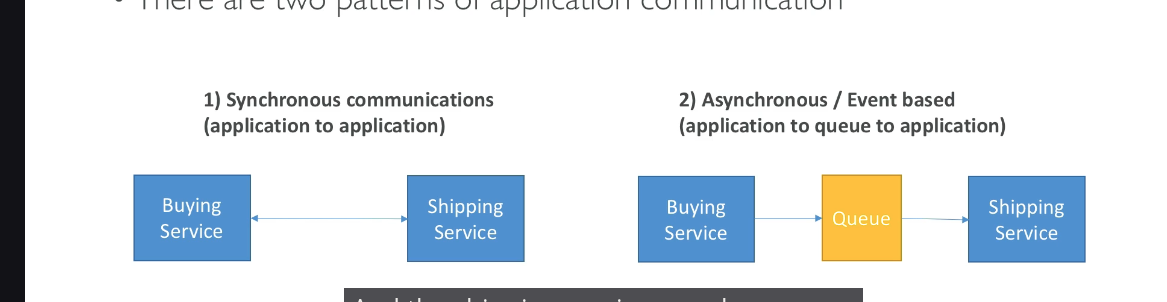 • There are two patterns of application communication
1) Synchronous communications
(application to application)
2) Asynchronous / Event based
(application to queue to application)
Buying
Service
Shipping
Service
Buying
Service
Queue
Shipping
Service